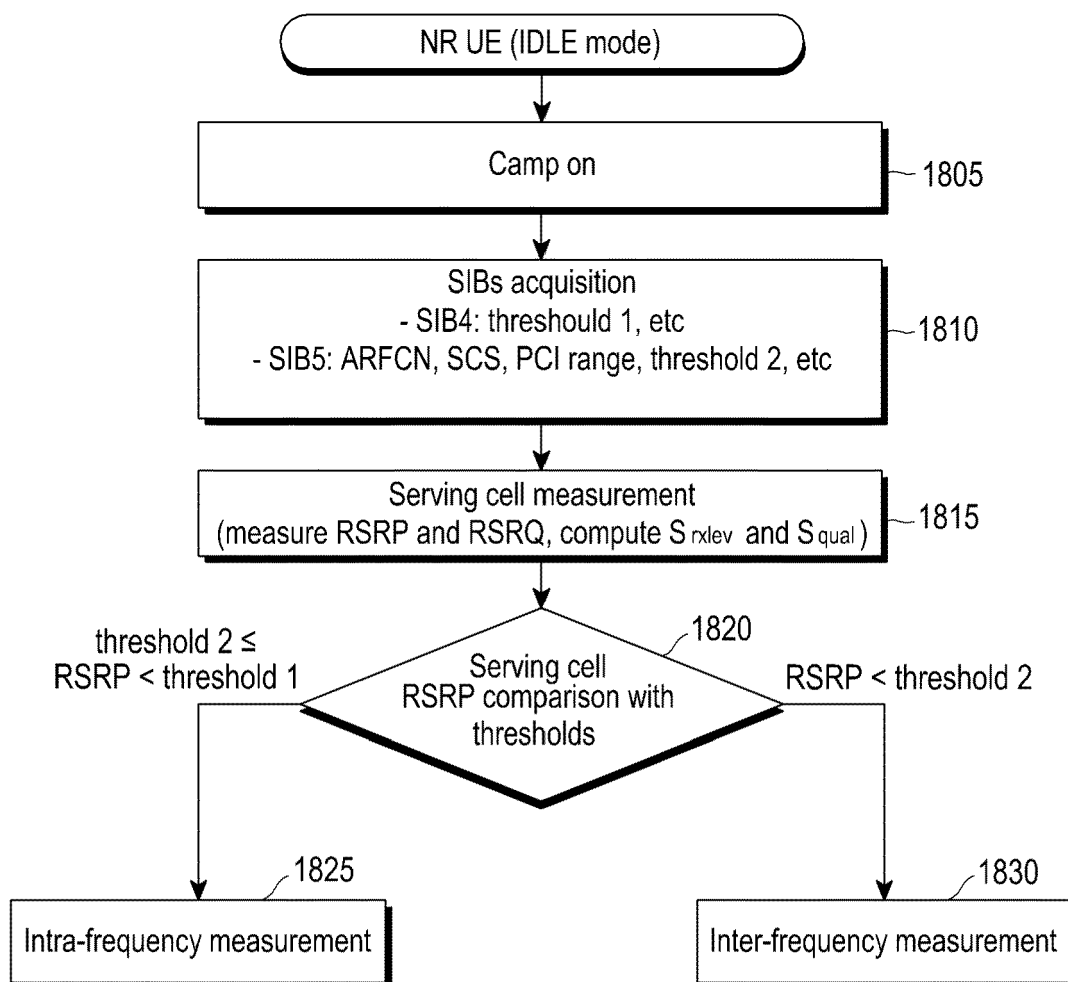 NR UE (IDLE mode)
Camp on
1805
SIBs acquisition
- SIB4: threshould 1, etc
- SIB5: ARFCN, SCS, PCI range, threshold 2, etc
1810
Serving cell measurement
(measure RSRP and RSRQ, compute Srxlev and Squal)
1815
1820
threshold 2 ≤
RSRP < threshold 1
Serving cell
RSRP comparison with
thresholds
RSRP < threshold 2
1825
Intra-frequency measurement
1830
Inter-frequency measurement